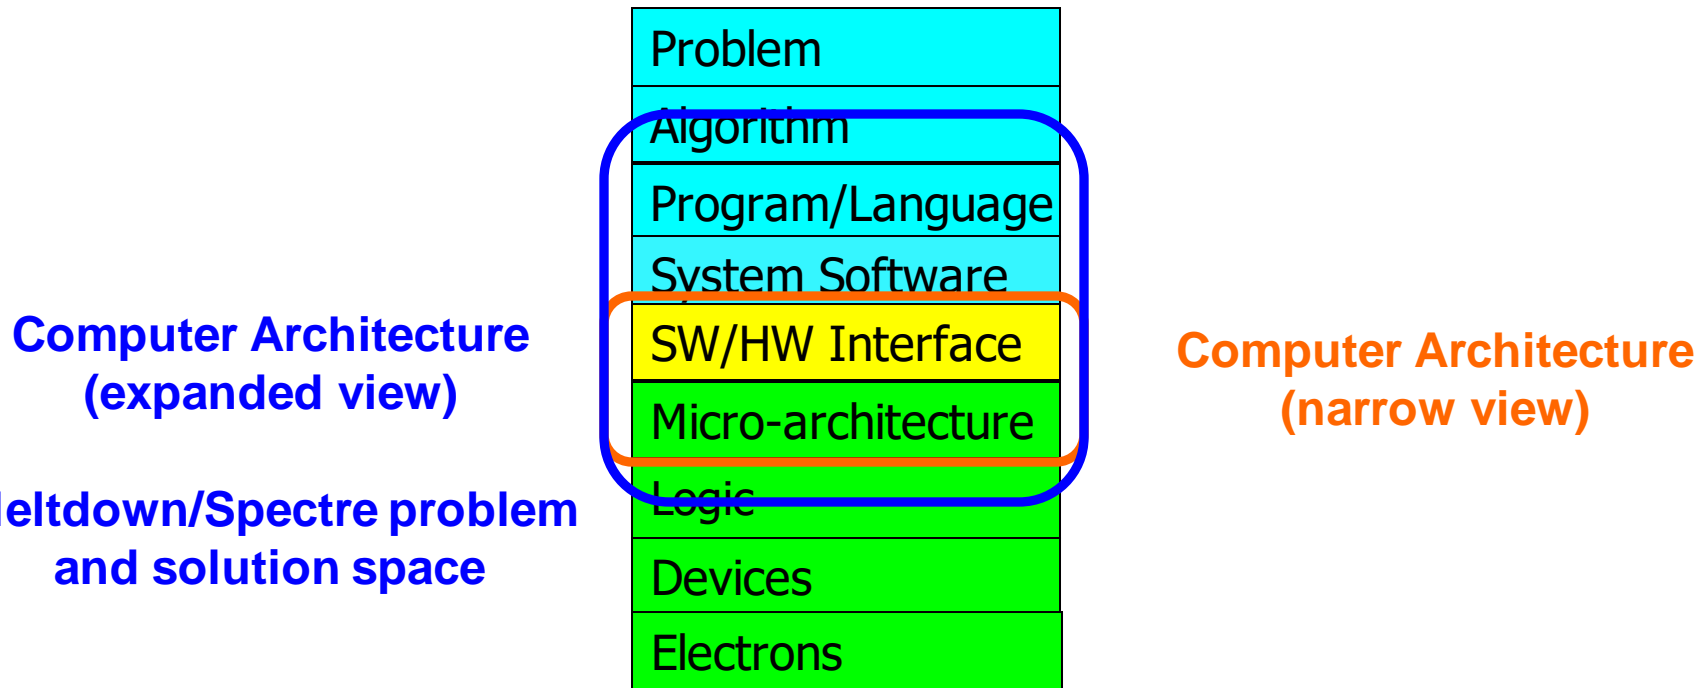 Problem
Algorithm
Program/Language
System Software
SW/HW Interface
Micro-architecture
Logic
Devices
Electrons
Computer Architecture
(expanded view)
eltdown/Spectre problem
and solution space
Computer Architecture
(narrow view)